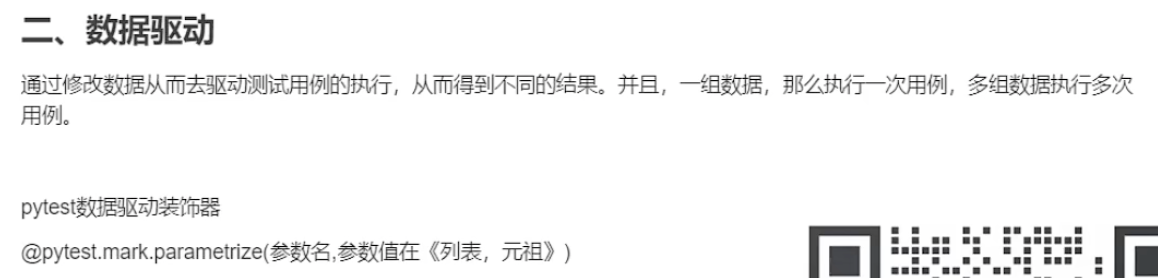 二、数据驱动
通过修改数据从而去驱动测试用例的执行，从而得到不同的结果。并且，一组数据，那么执行一次用例，多组数据执行多次
用例。
pytest数据驱动装饰器
@pytest.mark.parametrize(参数名,参数值在《列表，元祖》)